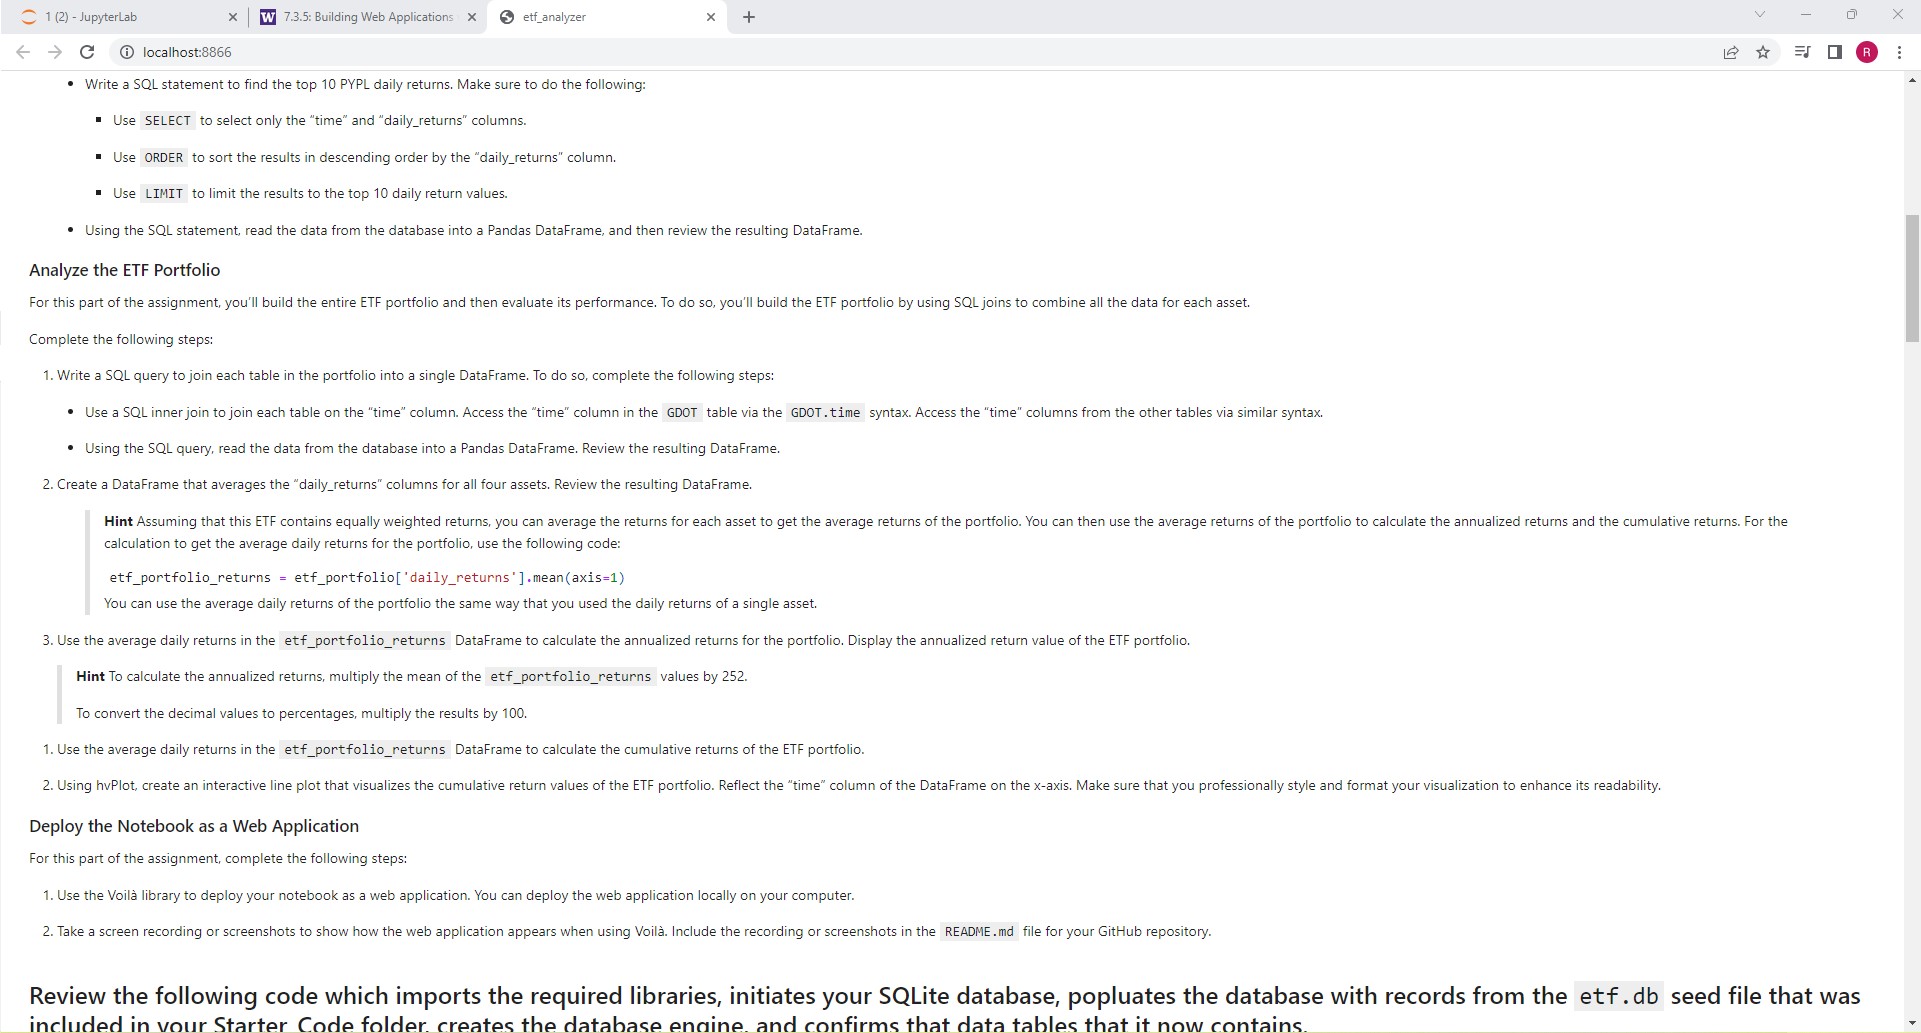 1 (2) - JupyterLab
7.3.5: Building Web Applications
etf_analyzer
localhost:8866
R
• Write a SQL statement to find the top 10 PYPL daily returns. Make sure to do the following:
▪ Use SELECT to select only the “time” and “daily_returns” columns.
▪ Use ORDER to sort the results in descending order by the “daily_returns” column.
▪ Use LIMIT to limit the results to the top 10 daily return values.
• Using the SQL statement, read the data from the database into a Pandas DataFrame, and then review the resulting DataFrame.
Analyze the ETF Portfolio
For this part of the assignment, you’ll build the entire ETF portfolio and then evaluate its performance. To do so, you’ll build the ETF portfolio by using SQL joins to combine all the data for each asset.
Complete the following steps:
1. Write a SQL query to join each table in the portfolio into a single DataFrame. To do so, complete the following steps:
• Use a SQL inner join to join each table on the “time” column. Access the “time” column in the GDOT table via the GDOT.time syntax. Access the “time” columns from the other tables via similar syntax.
• Using the SQL query, read the data from the database into a Pandas DataFrame. Review the resulting DataFrame.
2. Create a DataFrame that averages the “daily_returns” columns for all four assets. Review the resulting DataFrame.
Hint Assuming that this ETF contains equally weighted returns, you can average the returns for each asset to get the average returns of the portfolio. You can then use the average returns of the portfolio to calculate the annualized returns and the cumulative returns. For the
calculation to get the average daily returns for the portfolio, use the following code:
etf_portfolio_returns = etf_portfolio['daily_returns'].mean(axis=1)
You can use the average daily returns of the portfolio the same way that you used the daily returns of a single asset.
3. Use the average daily returns in the etf_portfolio_returns DataFrame to calculate the annualized returns for the portfolio. Display the annualized return value of the ETF portfolio.
Hint To calculate the annualized returns, multiply the mean of the etf_portfolio_returns values by 252.
To convert the decimal values to percentages, multiply the results by 100.
1. Use the average daily returns in the etf_portfolio_returns DataFrame to calculate the cumulative returns of the ETF portfolio.
2. Using hvPlot, create an interactive line plot that visualizes the cumulative return values of the ETF portfolio. Reflect the “time” column of the DataFrame on the x-axis. Make sure that you professionally style and format your visualization to enhance its readability.
Deploy the Notebook as a Web Application
For this part of the assignment, complete the following steps:
1. Use the Voilà library to deploy your notebook as a web application. You can deploy the web application locally on your computer.
2. Take a screen recording or screenshots to show how the web application appears when using Voilà. Include the recording or screenshots in the README.md file for your GitHub repository.
Review the following code which imports the required libraries, initiates your SQLite database, popluates the database with records from the etf.db seed file that was
included in your Starter_Code folder, creates the database engine, and confirms that data tables that it now contains.